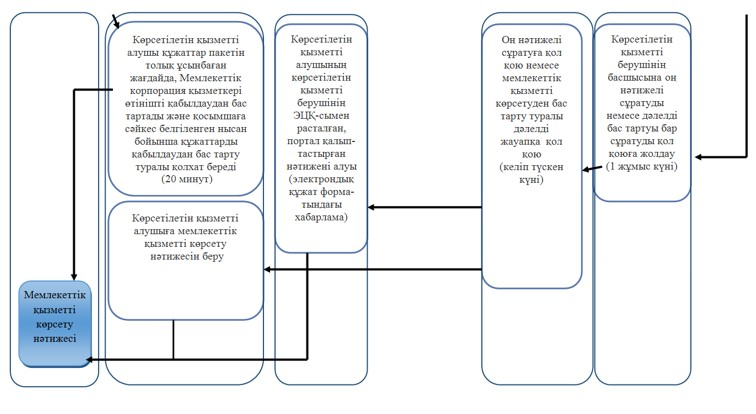 Көрсетілетін қызметті
алушы құжаттар пакетін
толық ұсынбаған
жағдайда, Мемлекеттік
корпорация қызметкері
өтінішті қабылдаудан бас
тартады және қосымшаға
сәйкес белгіленген нысан
бойынша құжаттарды
қабылдаудан бас тарту
туралы қолхат береді
(20 минут)
Көрсетілетін қызметті
алушыға мемлекеттік
қызметті көрсету
нәтижесін беру
Көрсетілетін
қызметті
алушының
көрсетілетін
қызметті
берушінің
ЭЦҚ-сымен
расталған,
портал қалып-
тастырған
нәтижені алуы
(электрондық
құжат форма-
тындағы
хабарлама)
Оң нәтижелі
сұратуға қол
қою немесе
мемлекеттік
қызметті
көрсетуден бас
тарту туралы
дәлелді
жауапқа қол
қою
(келіп түскен
күні)
Көрсетілетін
қызметті
берушінің
басшысына оң
нәтижелі
сұратуды
немесе дәлелді
бас тартуы бар
сұратуды қол
қоюға жолдау
(1 жұмыс күні)
Мемлекеттік
қызметті
көрсету
нәтижесі